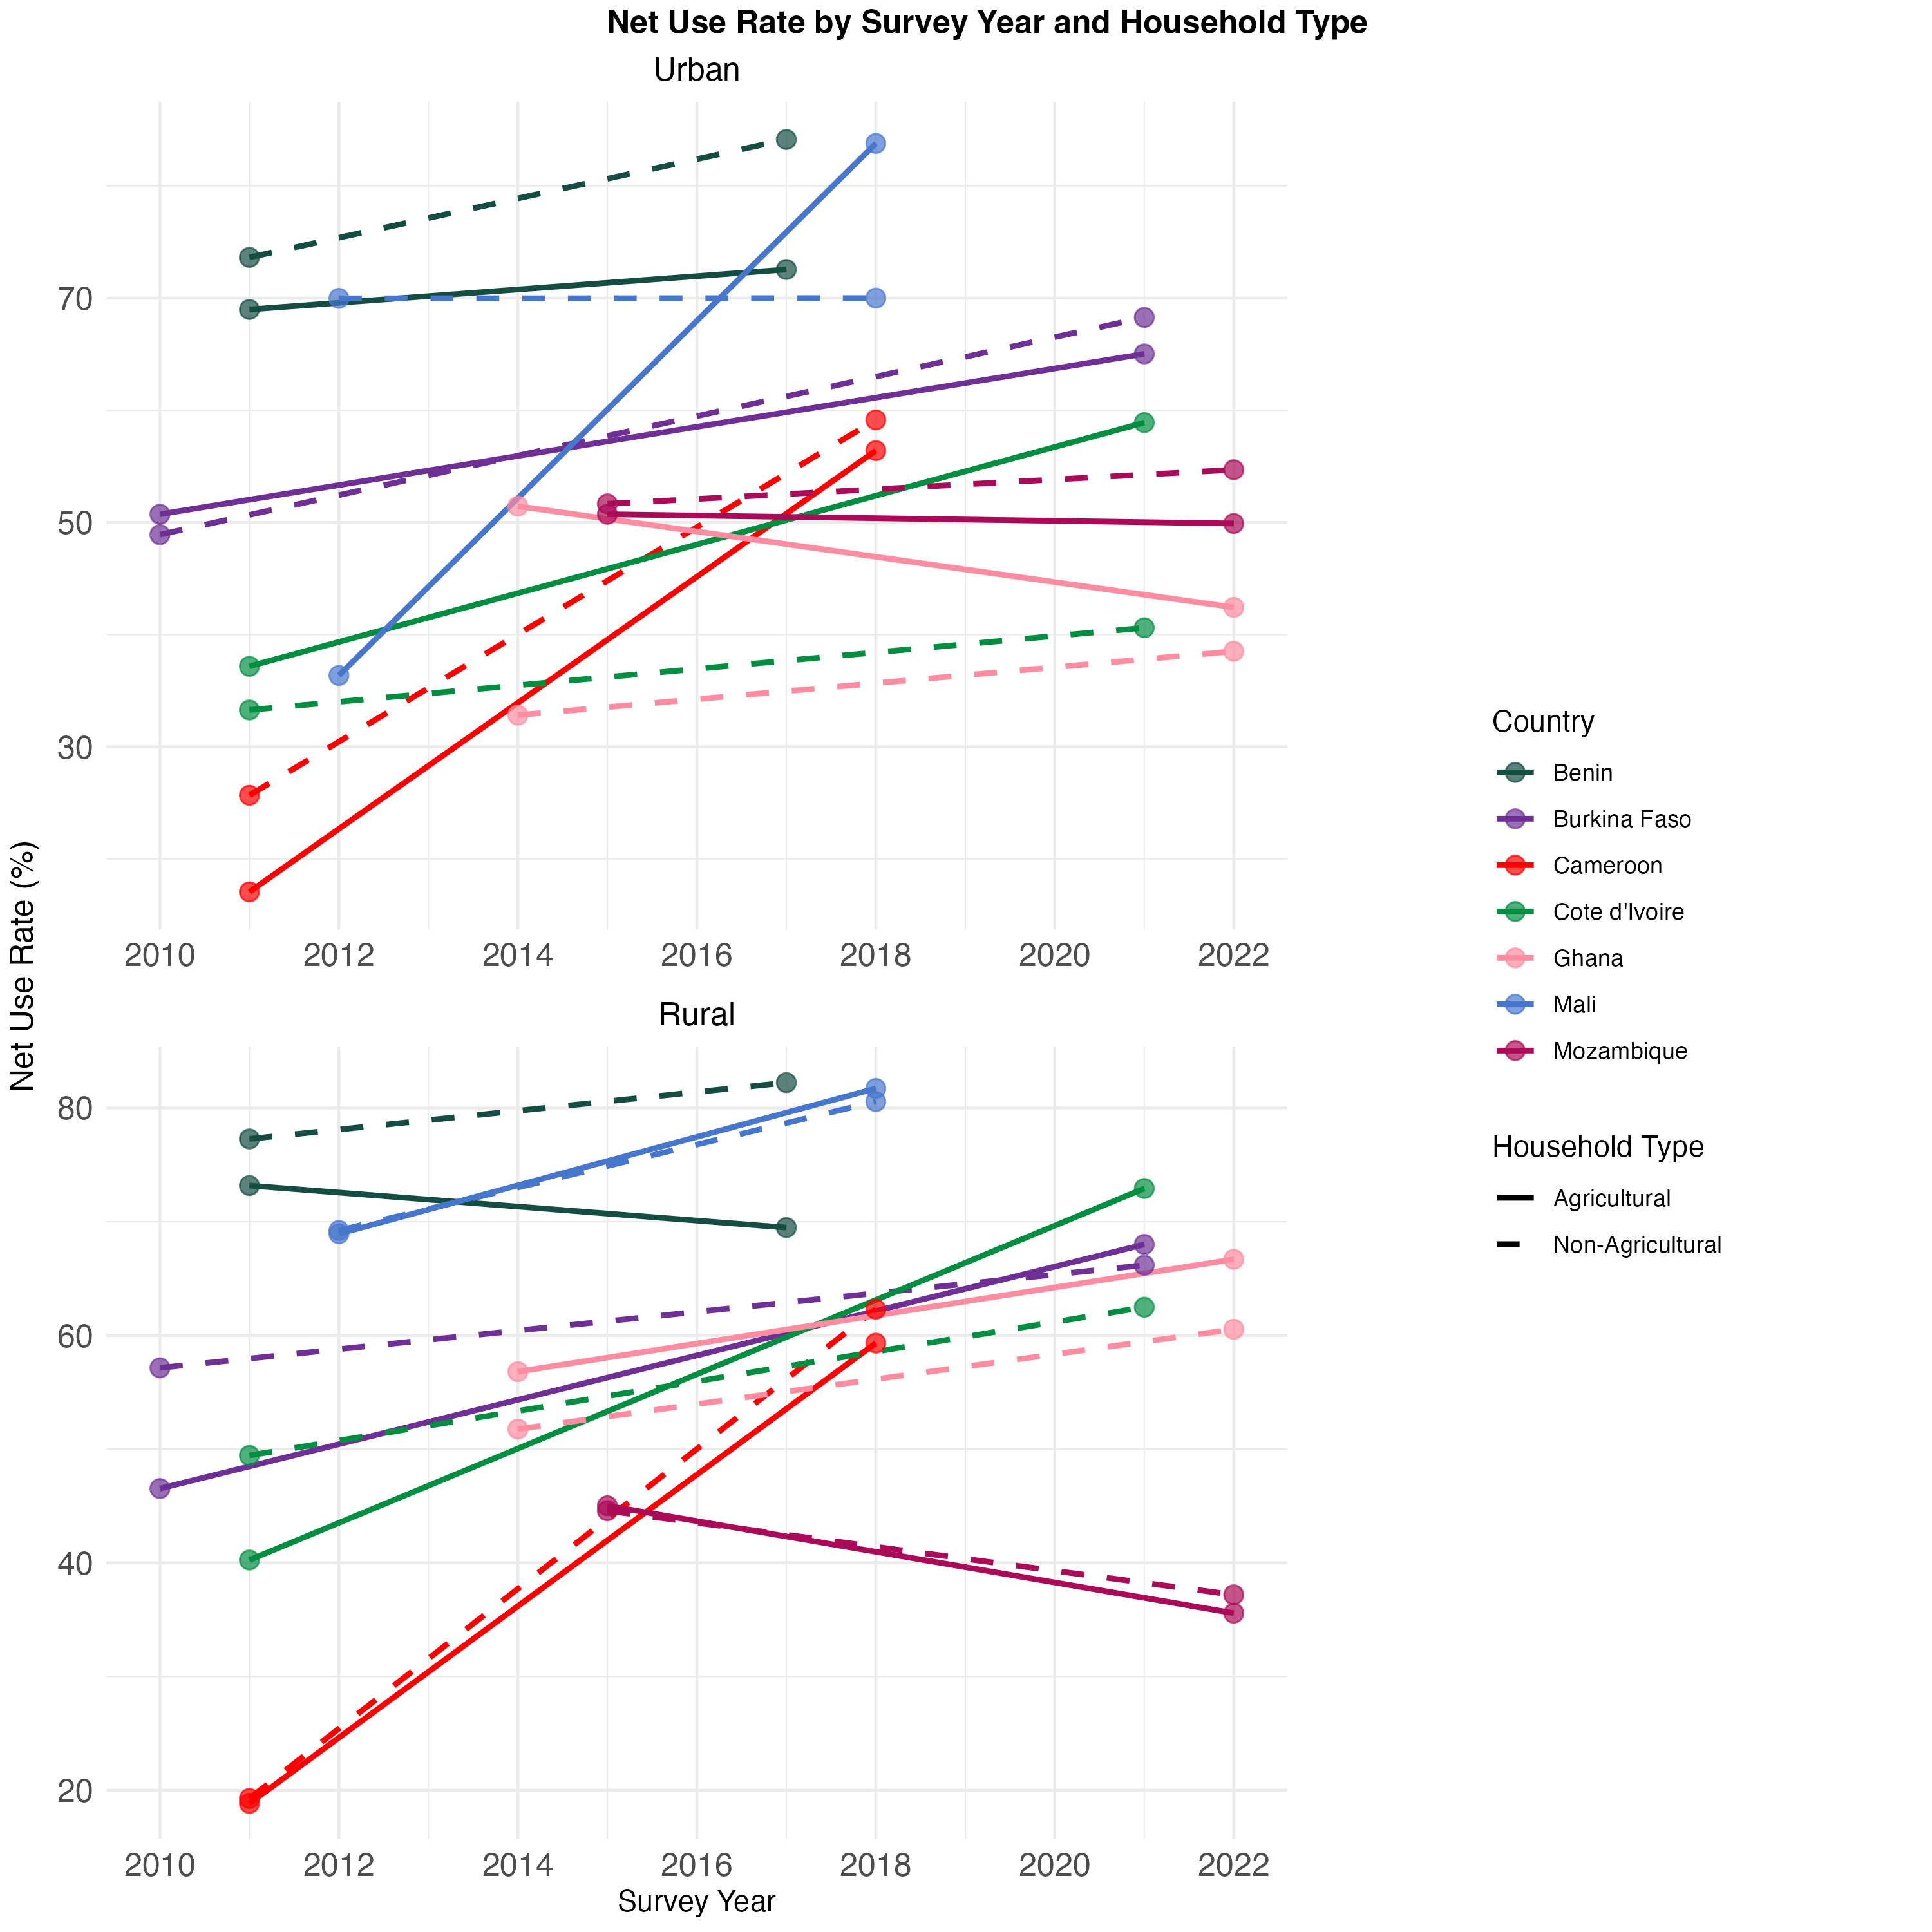 Net Use Rate by Survey Year and Household Type
Urban
70
50
30
2010 2012 2014 2016 2018 2020 2022
Net Use Rate (%)
Rural
80
60
40
20
2010 2012 2014 2016 2018 2020 2022
Survey Year
Country
Benin
Burkina Faso
Cameroon
Cote d'Ivoire
Ghana
Mali
Mozambique
Household Type
Agricultural
Non-Agricultural